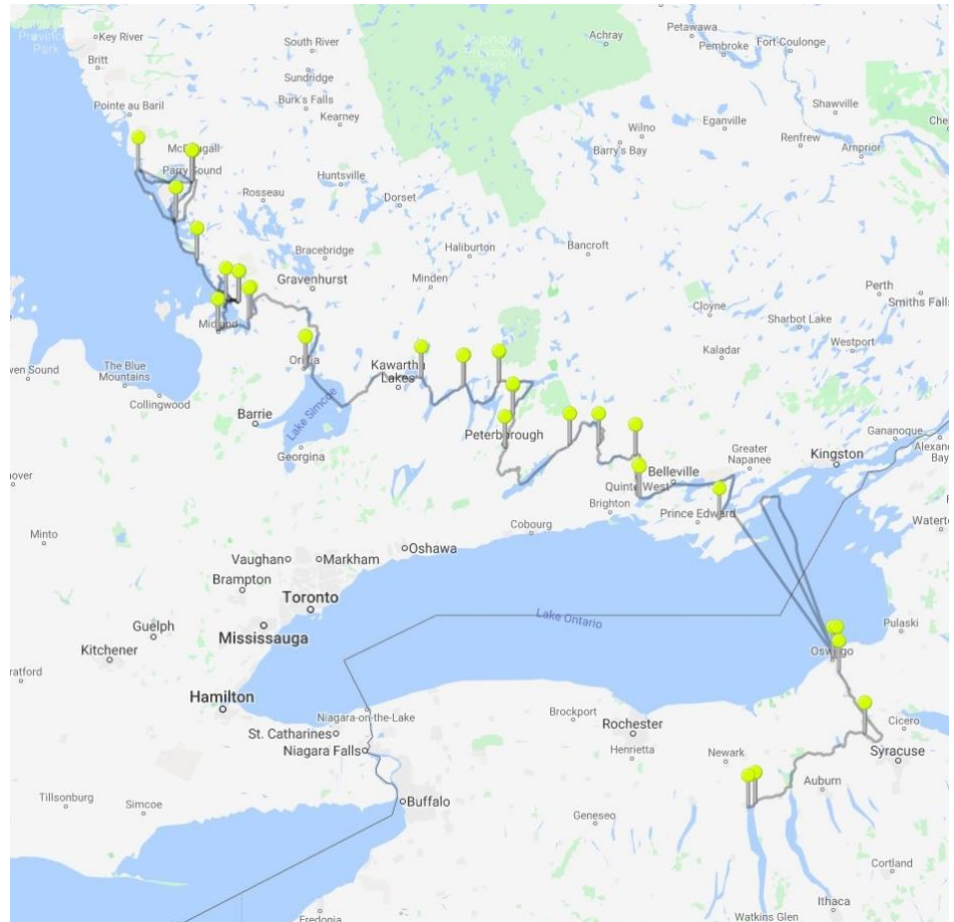 Achray
Petawawa
Pembroke
Fort-Coulonge
Park
Key River
Britt
South River
Sundridge
Burk's Falls
Kearney
Pointe au Baril
McDougall
Parry Sound
Rosseau
Huntsville
Dorset
Wilno
Barry's Bay
Eganville
Shawville
Renfrew
Arnprior
Bracebridge
Gravenhurst
Haliburton
Minden
Bancroft
Cloyne
Perth
Smiths Falls
Sharbot Lake
Westport
Kaladar
Midland
The Blue
Mountains
Collingwood
Barrie
Lake Simcoe
Georgina
Kawartha
Lakes
Peterborough
Belleville
Quinte West
Brighton
Cobourg
Greater
Napanee
Prince Edward
Kingston
Gananoque
Minto
Oshawa
Vaughan
Markham
Brampton
Toronto
Mississauga
Guelph
Kitchener
Hamilton
Lake Ontario
Pulaski
Niagara-on-the-Lake
St. Catharines
Niagara Falls
Brockport
Rochester
Henrietta
Newark
Cicero
Syracuse
Auburn
Tillsonburg
Simcoe
Buffalo
Geneseo
Cortland
Ithaca
Watkins Glen
Fredonia